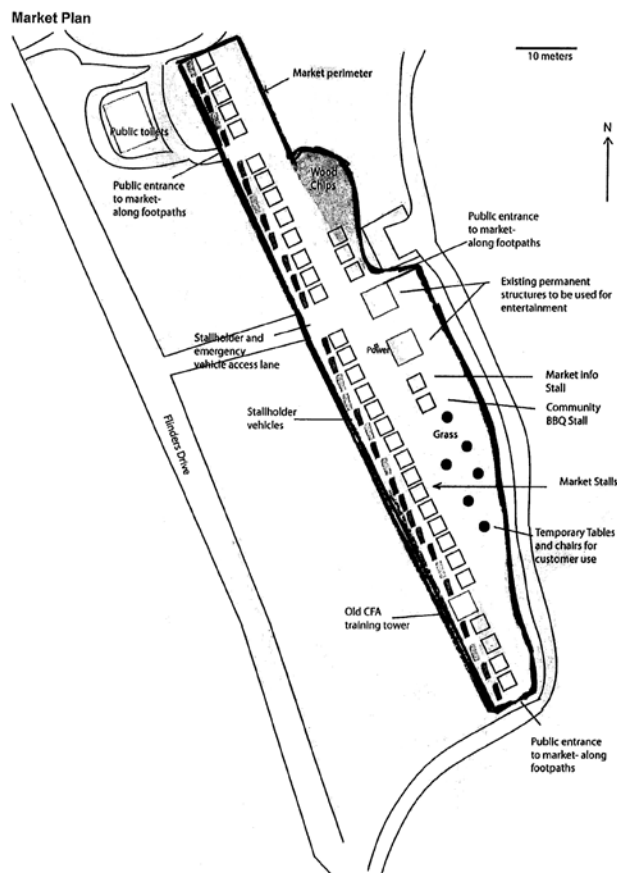 Market Plan
10 meters
Market perimeter
N
Public toilets
Wood
Chips
Public entrance
to market-
along footpaths
Public entrance
to market-
along footpaths
Existing permanent
structures to be used for
entertainment
Stallholder and
emergency
vehicle access lane
Power
Market Info
Stall
Stallholder
vehicles
Community
BBQ Stall
Flinders Drive
Grass
Market Stalls
Temporary Tables
and chairs for
customer use
Old CFA
training tower
Public entrance
to market- along
footpaths